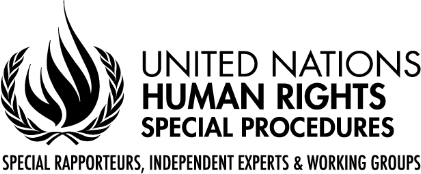 UNITED NATIONS
HUMAN RIGHTS
SPECIAL PROCEDURES
SPECIAL RAPPORTEURS, INDEPENDENT EXPERTS & WORKING GROUPS